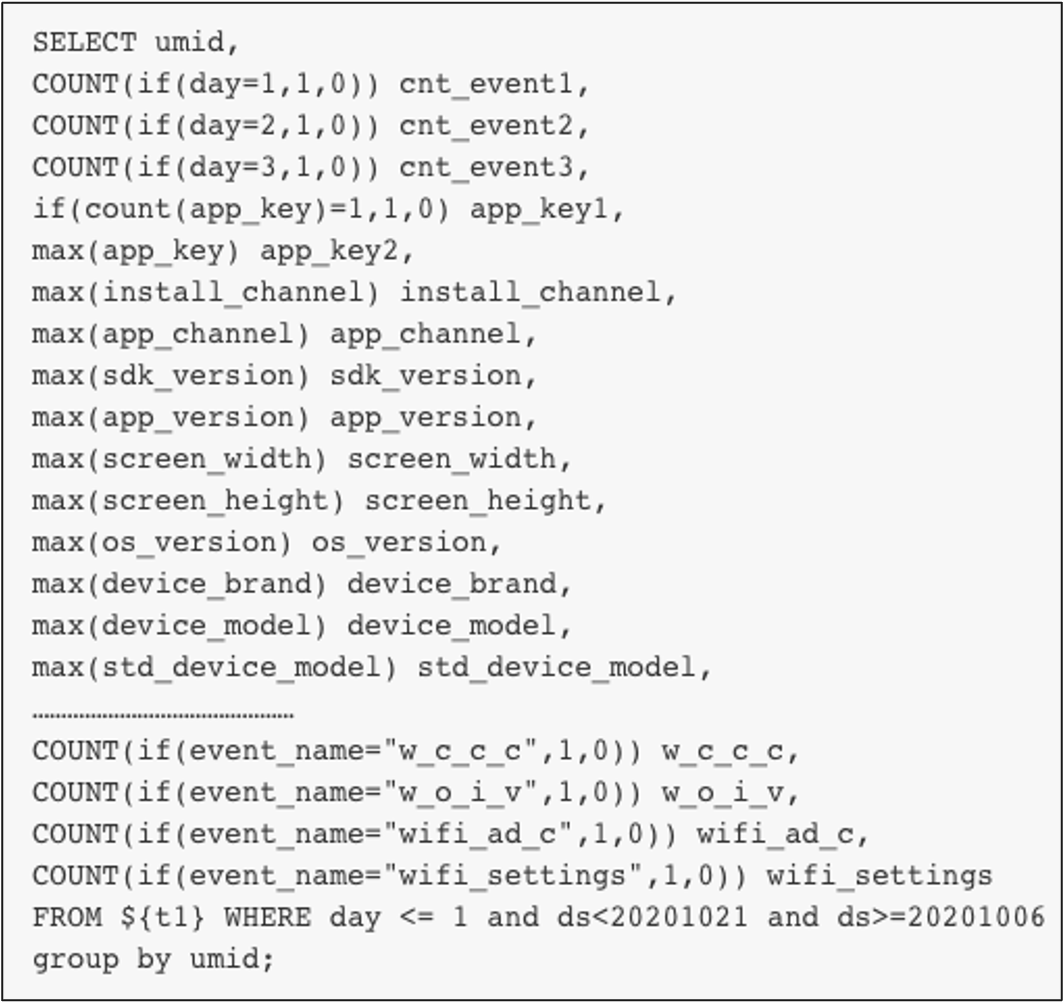 SELECT umid,
COUNT(if(day=1,1,0)) cnt_event1,
COUNT(if(day=2,1,0)) cnt_event2,
COUNT(if(day=3,1,0)) cnt_event3,
if(count(app_key)=1,1,0) app_key1,
max(app_key) app_key2,
max(install_channel) install_channel,
max(app_channel) app_channel,
max(sdk_version) sdk_version,
max(app_version) app_version,
max(screen_width) screen_width,
max(screen_height) screen_height,
max(os_version) os_version,
max(device_brand) device_brand,
max(device_model) device_model,
max(std_device_model) std_device_model,
……………………………………
COUNT(if(event_name="w_c_c_c",1,0)) w_c_c_c,
COUNT(if(event_name="w_o_i_v",1,0)) w_o_i_v,
COUNT(if(event_name="wifi_ad_c",1,0)) wifi_ad_c,
COUNT(if(event_name="wifi_settings",1,0)) wifi_settings
FROM ${t1} WHERE day <= 1 and ds<20201021 and ds>=20201006
group by umid;